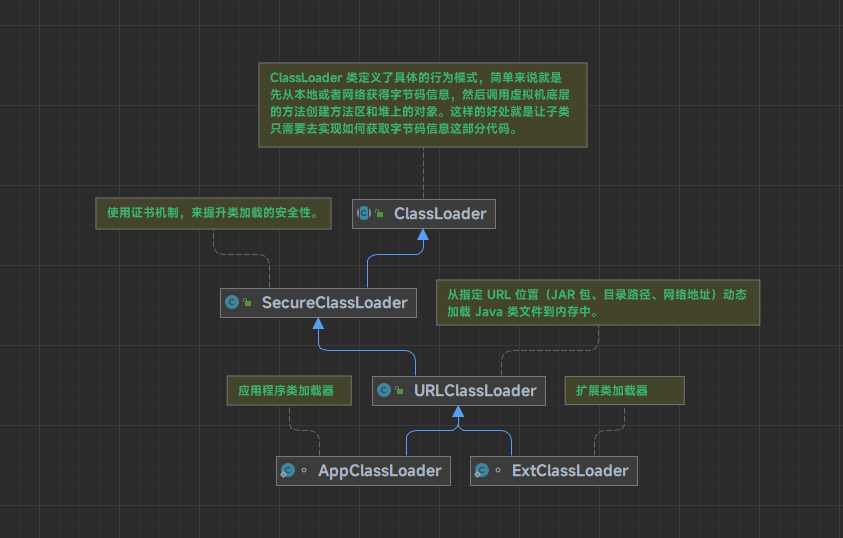 ClassLoader 类定义了具体的行为模式，简单来说就是
先从本地或者网络获得字节码信息，然后调用虚拟机底层
的方法创建方法区和堆上的对象。这样的好处就是让子类
只需要去实现如何获取字节码信息这部分代码。
使用证书机制，来提升类加载的安全性。
ClassLoader
SecureClassLoader
从指定 URL 位置（JAR 包、目录路径、网络地址）动态
加载 Java 类文件到内存中。
应用程序类加载器
URLClassLoader
扩展类加载器
AppClassLoader
ExtClassLoader